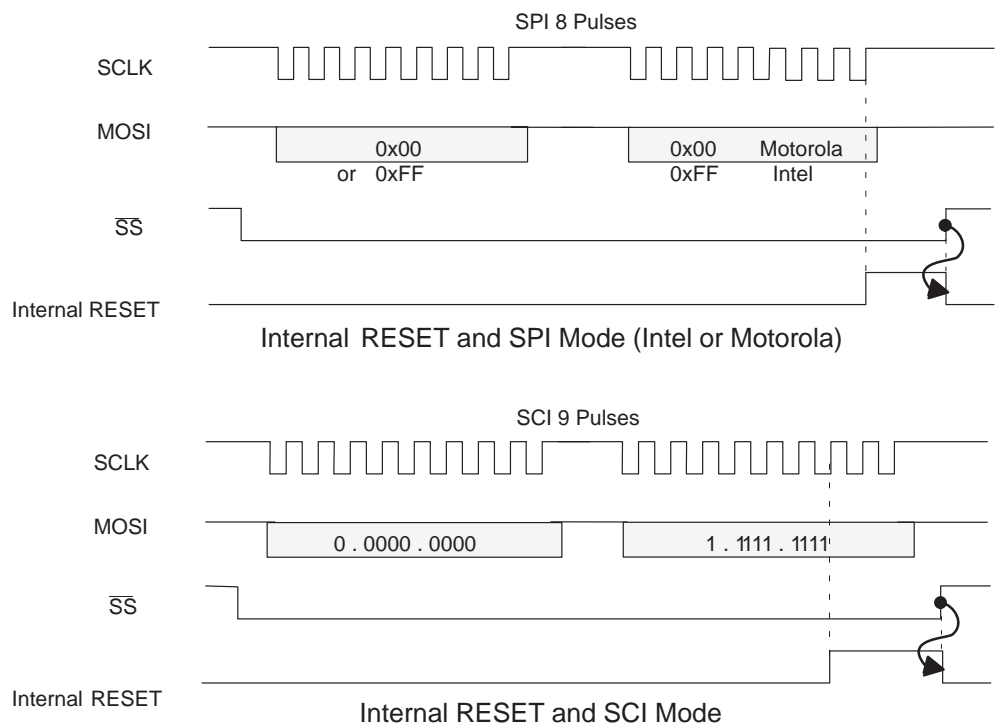 SPI 8 Pulses
SCLK
MOSI
0x00
or 0xFF
0x00 Motorola
0xFF Intel
SS
Internal RESET
Internal RESET and SPI Mode (Intel or Motorola)
SCI 9 Pulses
SCLK
MOSI
0 . 0000 . 0000
1 . 1111 . 1111
SS
Internal RESET
Internal RESET and SCI Mode